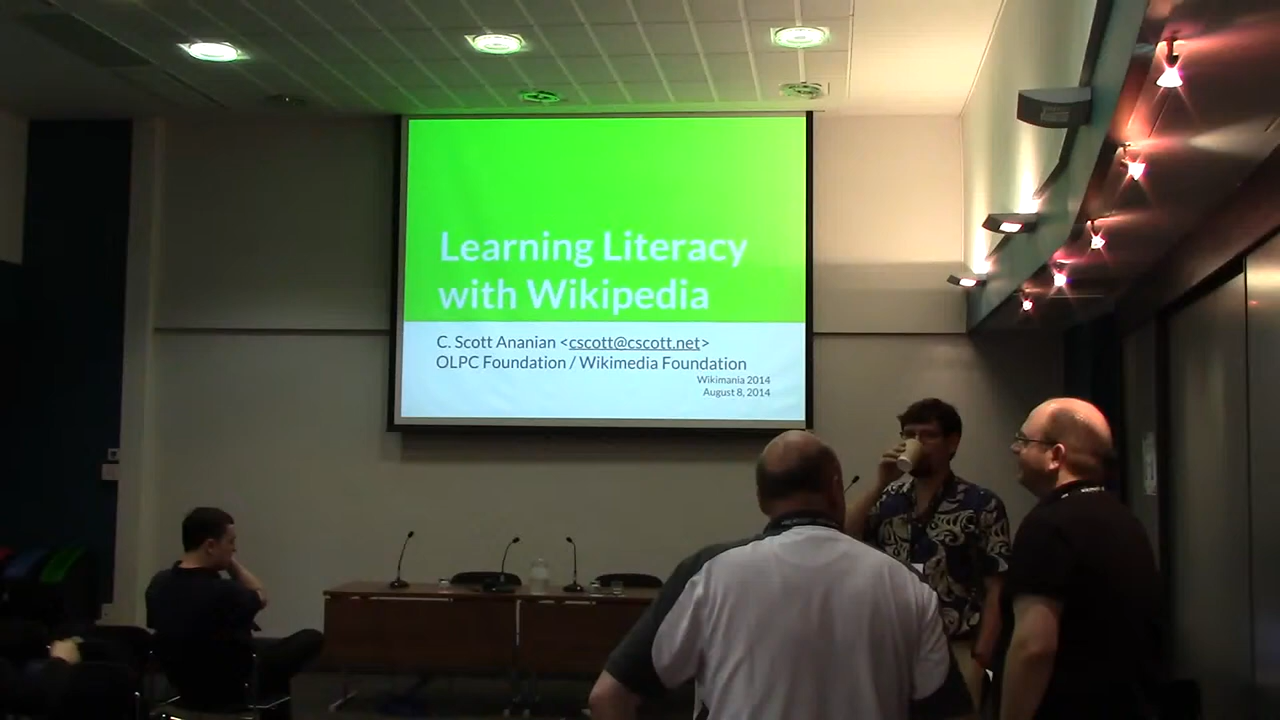 Learning Literacy
with Wikipedia
C. Scott Ananian <cscott@cscott.net>
OLPC Foundation / Wikimedia Foundation
Wikimania 2014
August 8, 2014